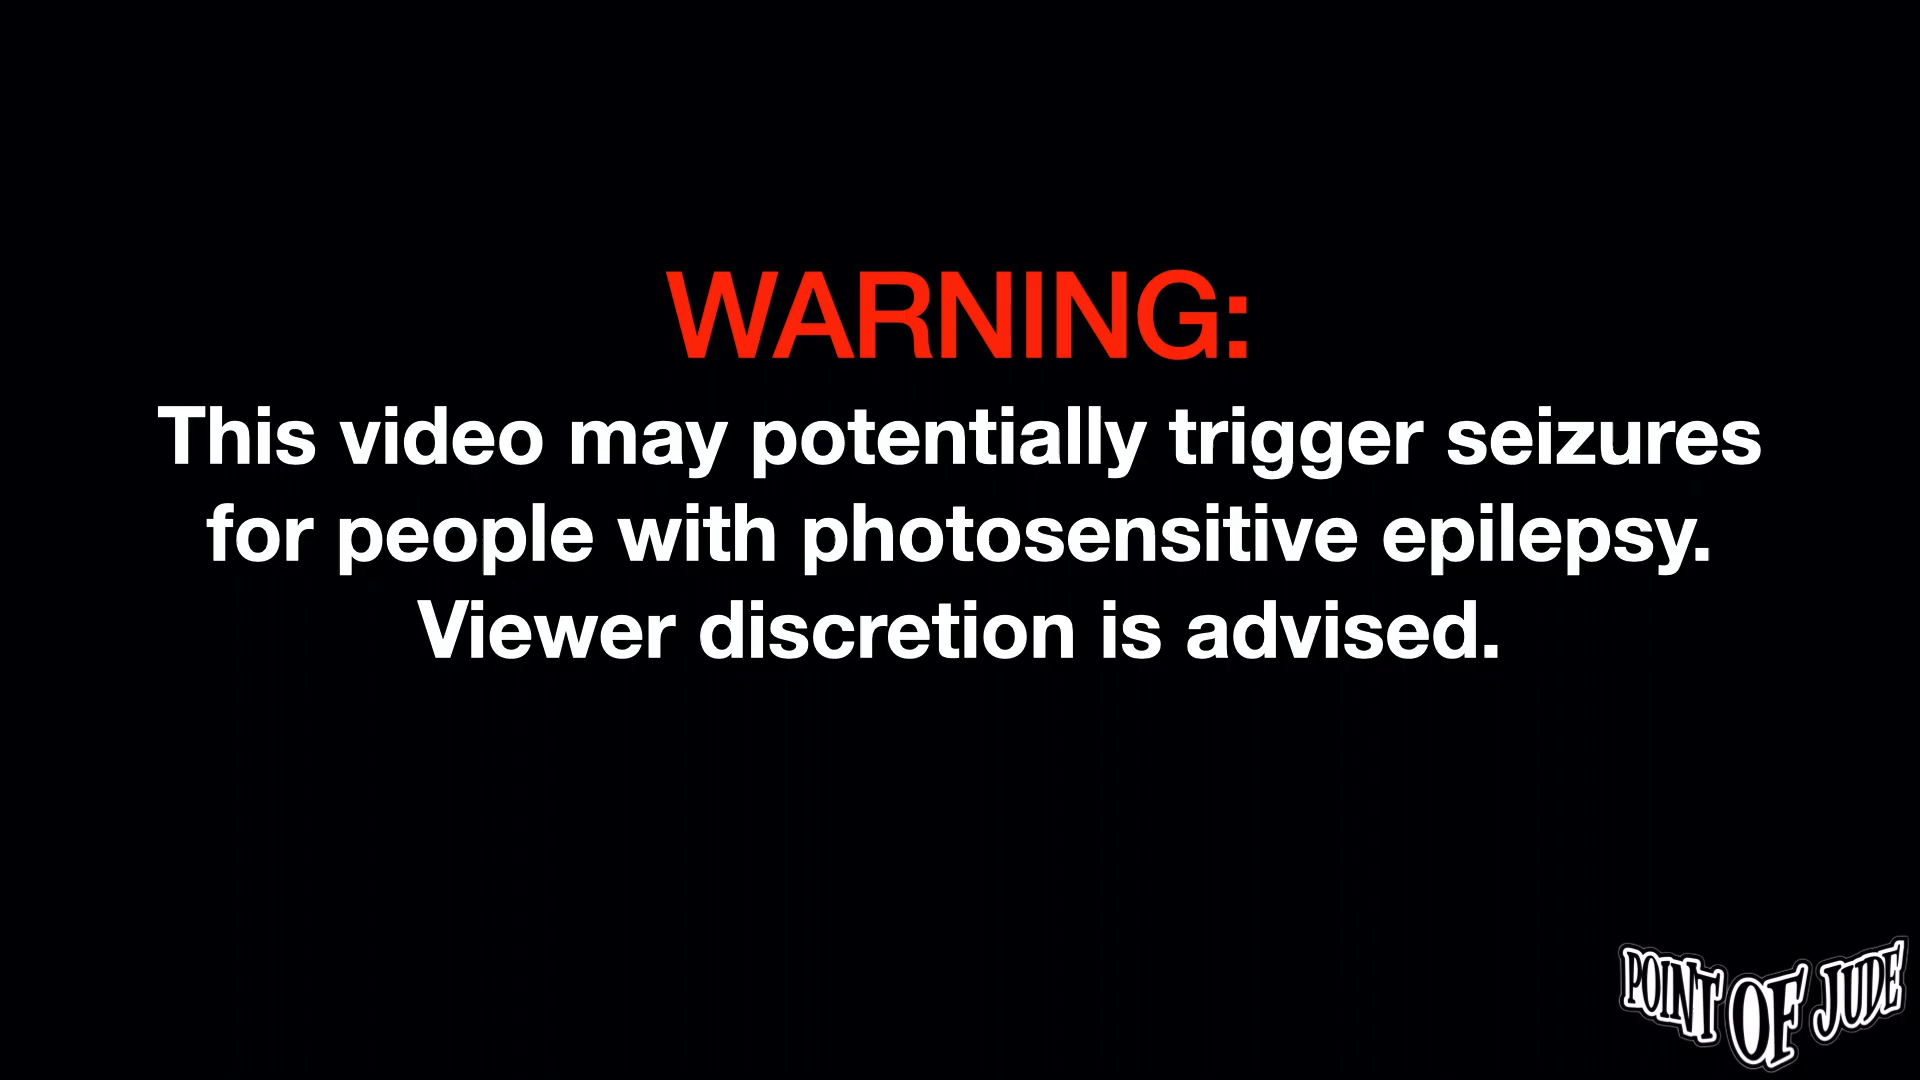 WARNING:
This video may potentially trigger seizures
for people with photosensitive epilepsy.
Viewer discretion is advised.
POINT OF JUDE